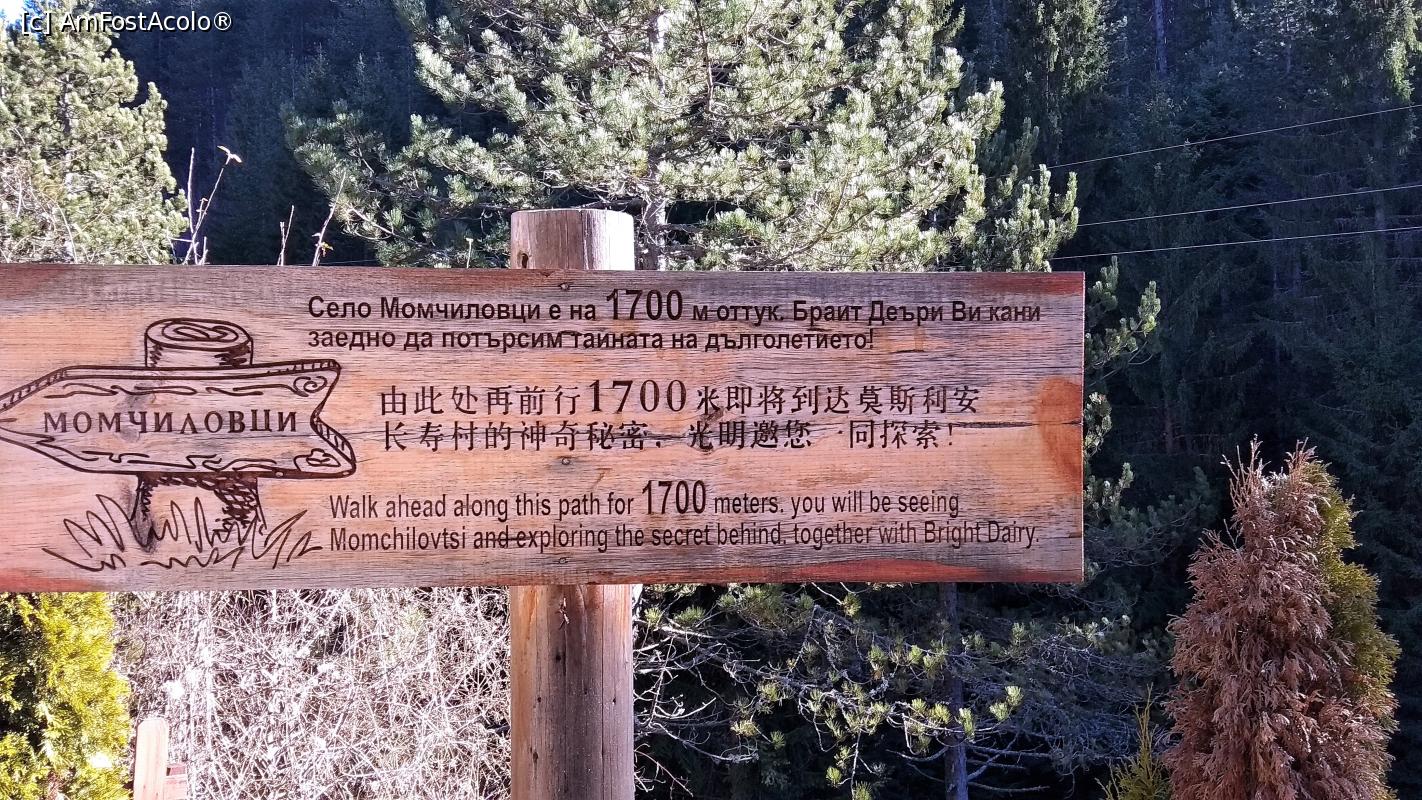 [c] AmFostAcolo®
Село Момчиловци е на 1700 м оттук. Браит Деъри Ви кани
заедно да потърсим таината на дълголетието!
МОМЧИЛОВЦИ
由此处再前行1700米即将到达莫斯利安
长寿村的神奇秘密，光明邀您一同探索！
Walk ahead along this path for 1700 meters. you will be seeing
Momchilovtsi and exploring the secret behind, together with Bright Dairy.